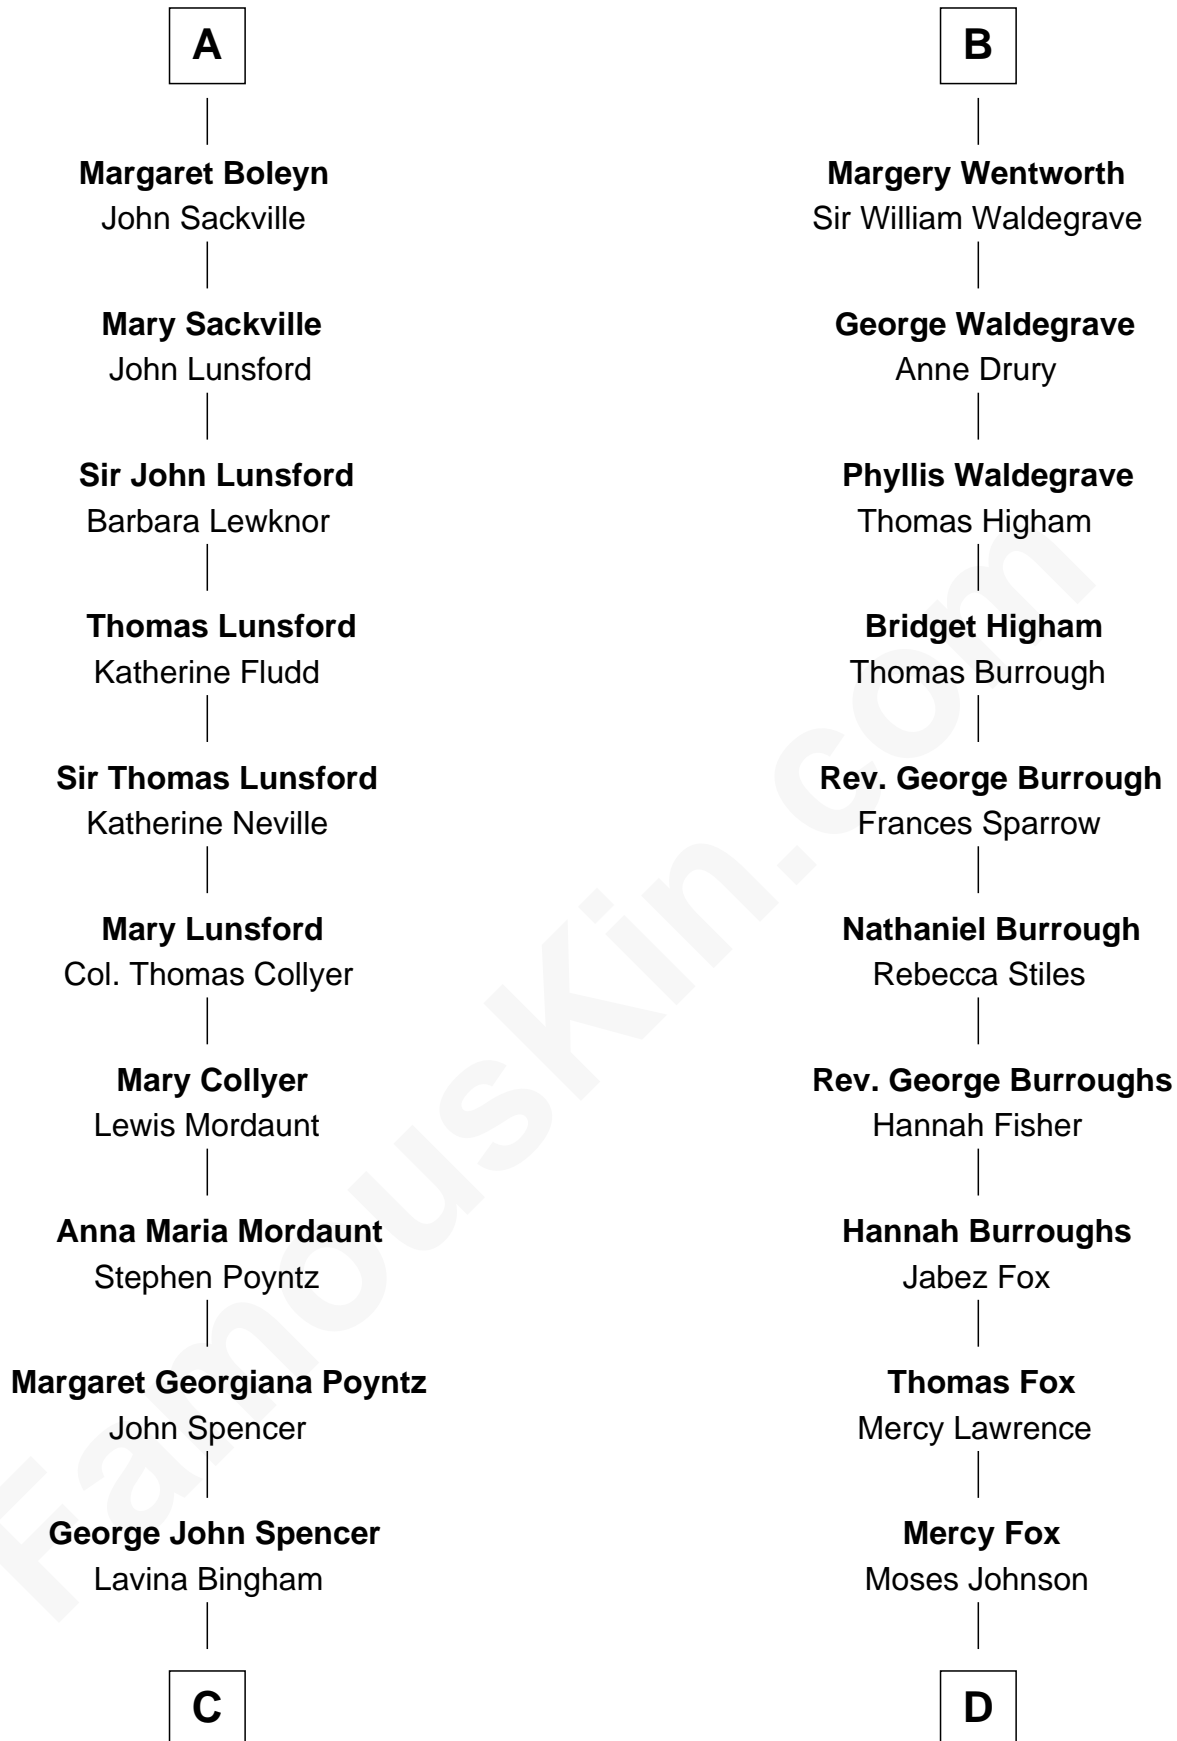 A
Margaret Boleyn
John Sackville
Mary Sackville
John Lunsford
Sir John Lunsford
Barbara Lewknor
Thomas Lunsford
Katherine Fludd
Sir Thomas Lunsford
Katherine Neville
Mary Lunsford
Col. Thomas Collyer
Mary Collyer
Lewis Mordaunt
Anna Maria Mordaunt
Stephen Poyntz
Margaret Georgiana Poyntz
John Spencer
George John Spencer
Lavina Bingham
C
B
Margery Wentworth
Sir William Waldegrave
George Waldegrave
Anne Drury
Phyllis Waldegrave
Thomas Higham
Bridget Higham
Thomas Burrough
Rev. George Burrough
Frances Sparrow
Nathaniel Burrough
Rebecca Stiles
Rev. George Burroughs
Hannah Fisher
Hannah Burroughs
Jabez Fox
Thomas Fox
Mercy Lawrence
Mercy Fox
Moses Johnson
D
FamousKin.com